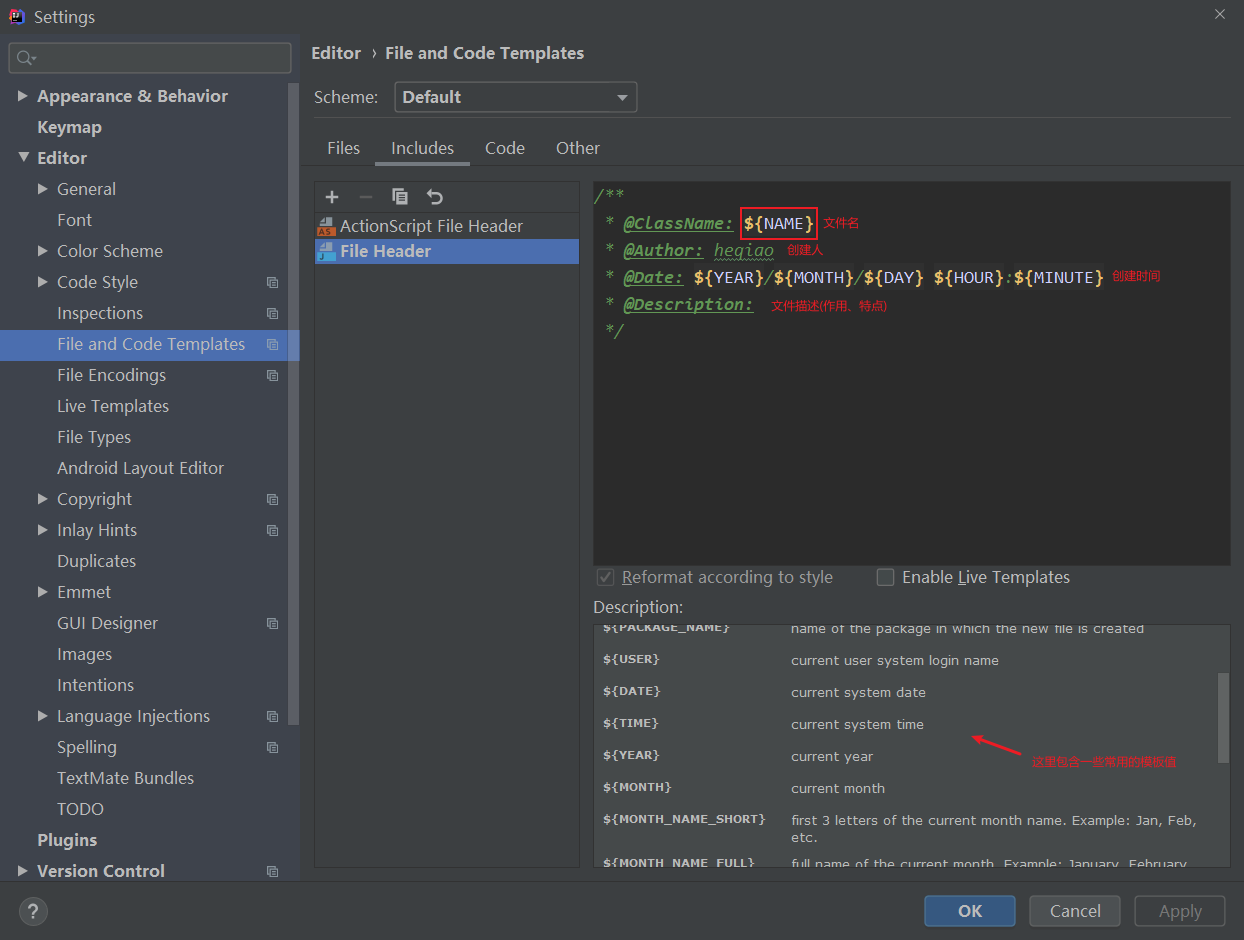 Settings
Appearance & Behavior
Keymap
Editor
General
Font
Color Scheme
Code Style
Inspections
File and Code Templates
File Encodings
Live Templates
File Types
Android Layout Editor
Copyright
Inlay Hints
Duplicates
Emmet
GUI Designer
Images
Intentions
Language Injections
Spelling
TextMate Bundles
TODO
Plugins
Version Control
Editor › File and Code Templates
Scheme: Default
Files Includes Code Other
ActionScript File Header
File Header
/**
* @ClassName: ${NAME} 文件名
* @Author: heqiao 创建人
* @Date: ${YEAR}/${MONTH}/${DAY} ${HOUR}:${MINUTE} 创建时间
* @Description: 文件描述(作用、特点)
*/
Reformat according to style Enable Live Templates
Description:
${PACKAGE_NAME} name of the package in which the new file is created
${USER} current user system login name
${DATE} current system date
${TIME} current system time
${YEAR} current year
这里包含一些常用的模板值
${MONTH} current month
${MONTH_NAME_SHORT} first 3 letters of the current month name. Example: Jan, Feb,
etc.
${MONTH_NAME_FULL} full name of the current month. Example: January, February,
? OK Cancel Apply